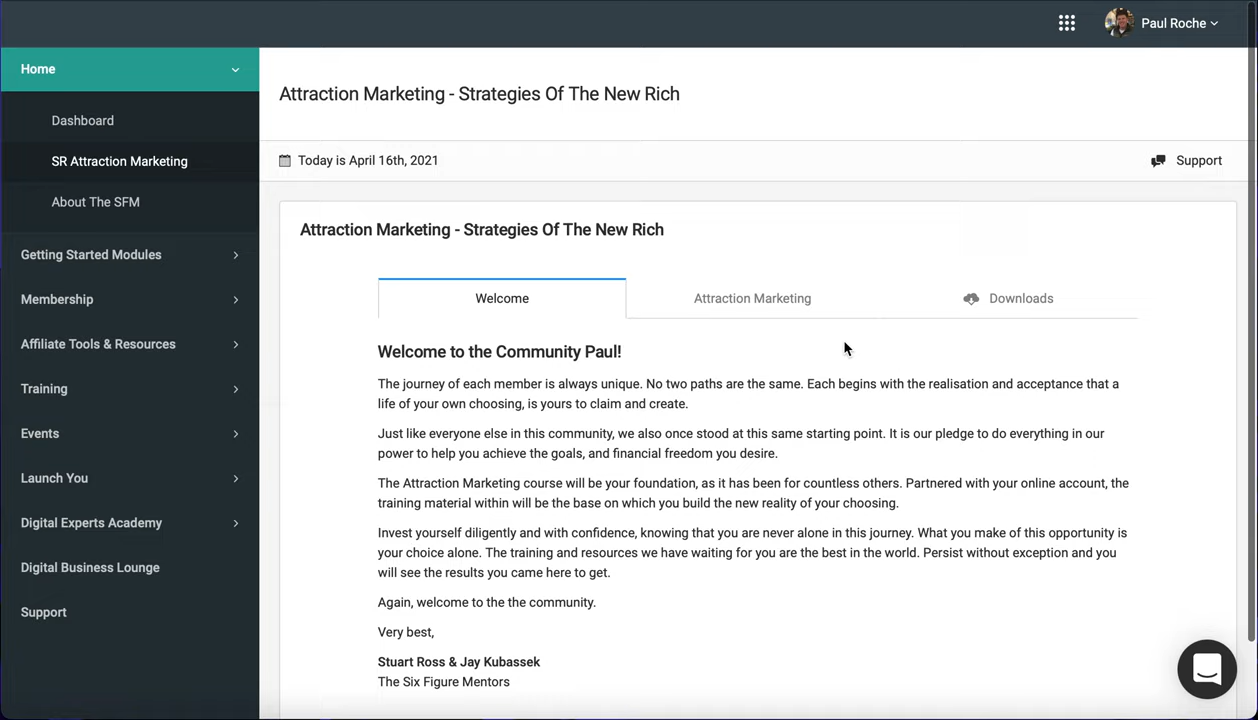 Paul Roche
Home
Dashboard
SR Attraction Marketing
About The SFM
Getting Started Modules
Membership
Affiliate Tools & Resources
Training
Events
Launch You
Digital Experts Academy
Digital Business Lounge
Support
Attraction Marketing - Strategies Of The New Rich
Today is April 16th, 2021
Support
Attraction Marketing - Strategies Of The New Rich
Welcome
Attraction Marketing
Downloads
Welcome to the Community Paul!
The journey of each member is always unique. No two paths are the same. Each begins with the realisation and acceptance that a
life of your own choosing, is yours to claim and create.
Just like everyone else in this community, we also once stood at this same starting point. It is our pledge to do everything in our
power to help you achieve the goals, and financial freedom you desire.
The Attraction Marketing course will be your foundation, as it has been for countless others. Partnered with your online account, the
training material within will be the base on which you build the new reality of your choosing.
Invest yourself diligently and with confidence, knowing that you are never alone in this journey. What you make of this opportunity is
your choice alone. The training and resources we have waiting for you are the best in the world. Persist without exception and you
will see the results you came here to get.
Again, welcome to the the community.
Very best,
Stuart Ross & Jay Kubassek
The Six Figure Mentors